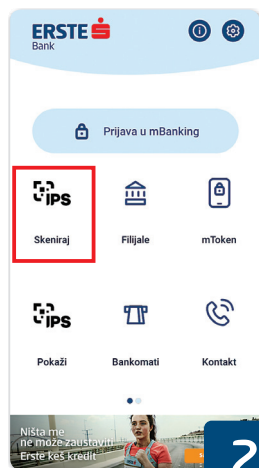 ERSTE
Bank
Prijava u mBanking
IPS
Skeniraj
Filijale
mToken
IPS
Pokaži
Bankomati
Kontakt
Ništa me
ne može zaustaviti
Erste keš kredit
2